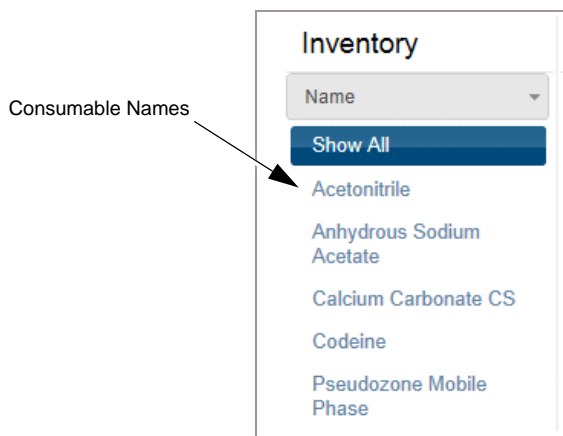 Inventory
Name
Consumable Names
Show All
Acetonitrile
Anhydrous Sodium
Acetate
Calcium Carbonate CS
Codeine
Pseudozone Mobile
Phase